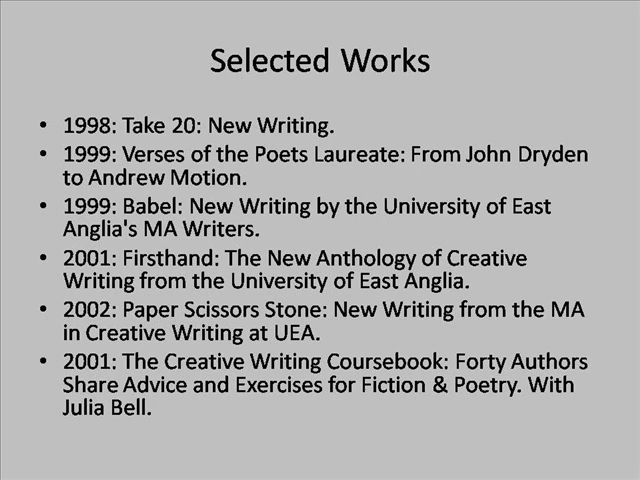 Selected Works
• 1998: Take 20: New Writing.
• 1999: Verses of the Poets Laureate: From John Dryden
to Andrew Motion.
• 1999: Babel: New Writing by the University of East
Anglia's MA Writers.
• 2001: Firsthand: The New Anthology of Creative
Writing from the University of East Anglia.
• 2002: Paper Scissors Stone: New Writing from the MA
in Creative Writing at UEA.
• 2001: The Creative Writing Coursebook: Forty Authors
Share Advice and Exercises for Fiction & Poetry. With
Julia Bell.